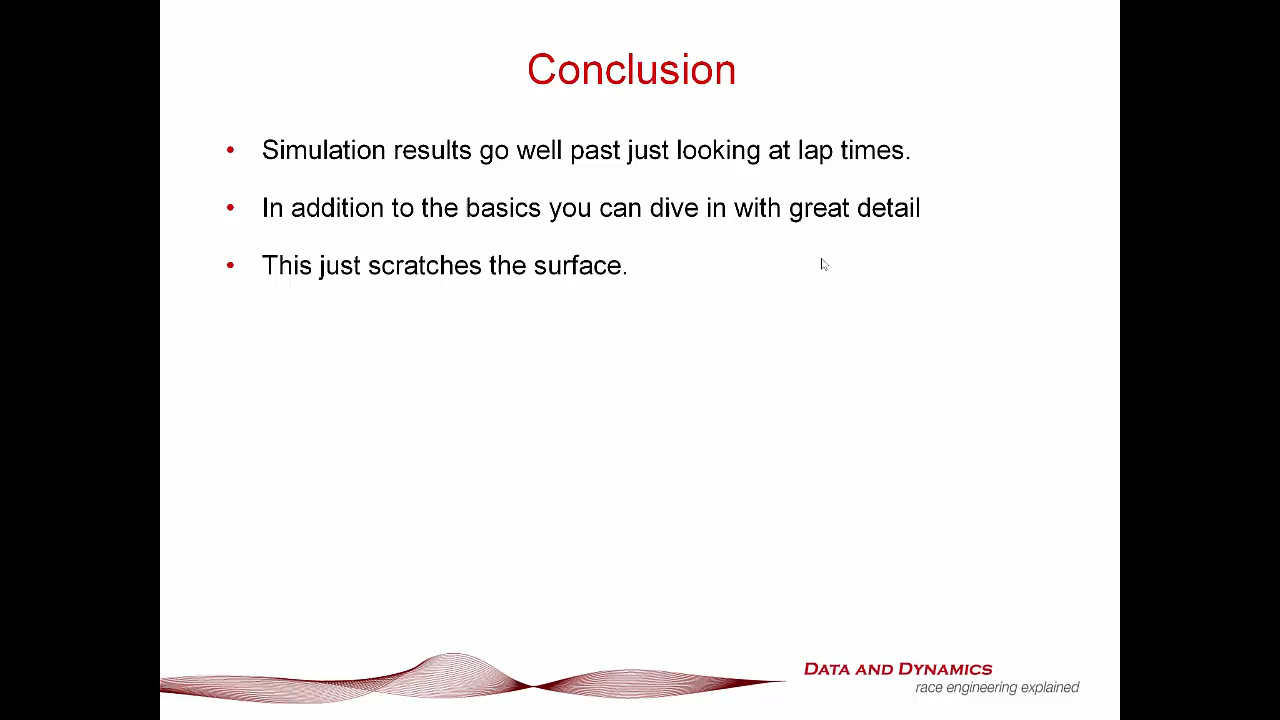 Conclusion
• Simulation results go well past just looking at lap times.
• In addition to the basics you can dive in with great detail
• This just scratches the surface.
DATA AND DYNAMICS
race engineering explained